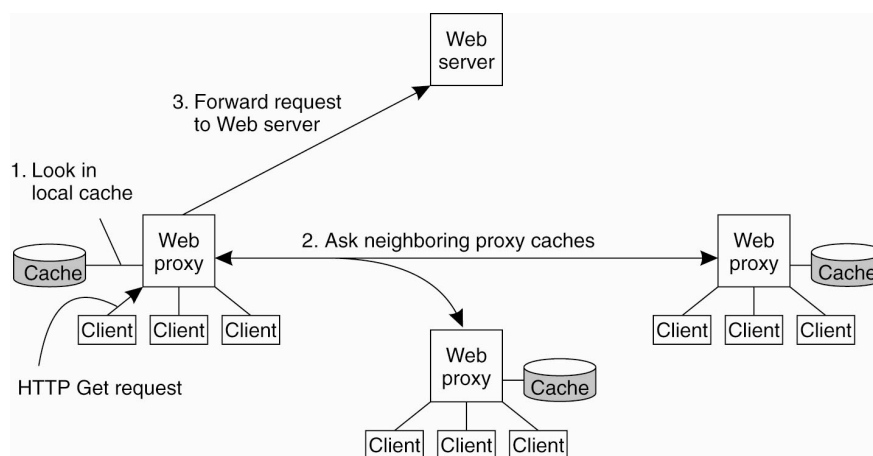 Web
server
3. Forward request
to Web server
1. Look in
local cache
Web
proxy
2. Ask neighboring proxy caches
Web
proxy
Cache
Cache
Client
Client
Client
Client
Client
Client
Web
proxy
HTTP Get request
Cache
Client
Client
Client